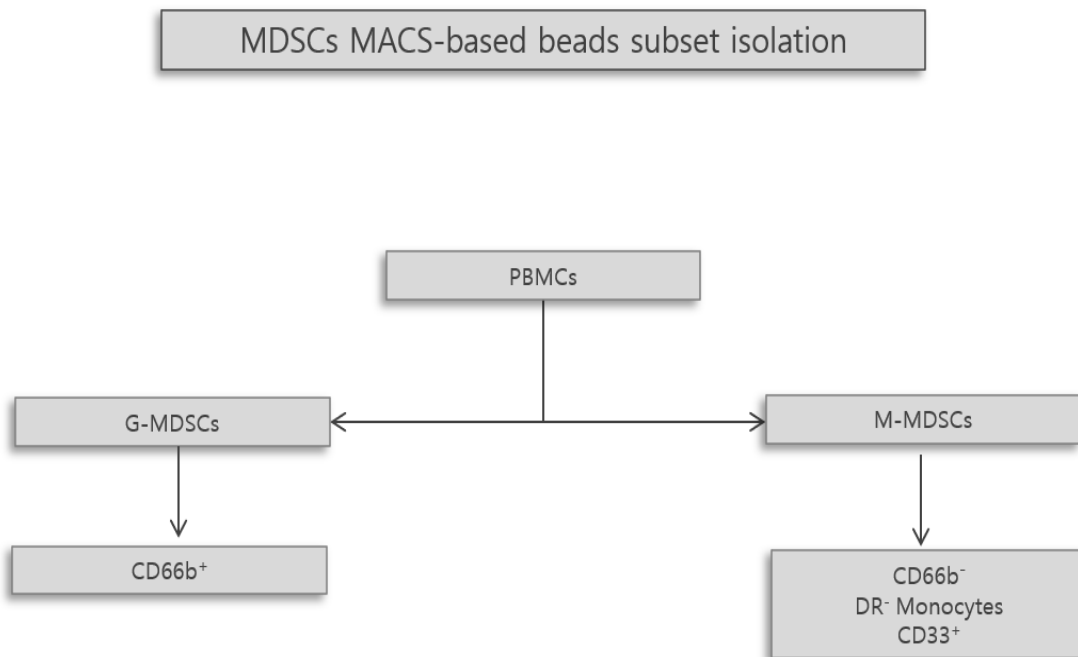 MDSCs MACS-based beads subset isolation
PBMCs
G-MDSCs
M-MDSCs
CD66b⁺
CD66b⁻
DR⁻ Monocytes
CD33⁺